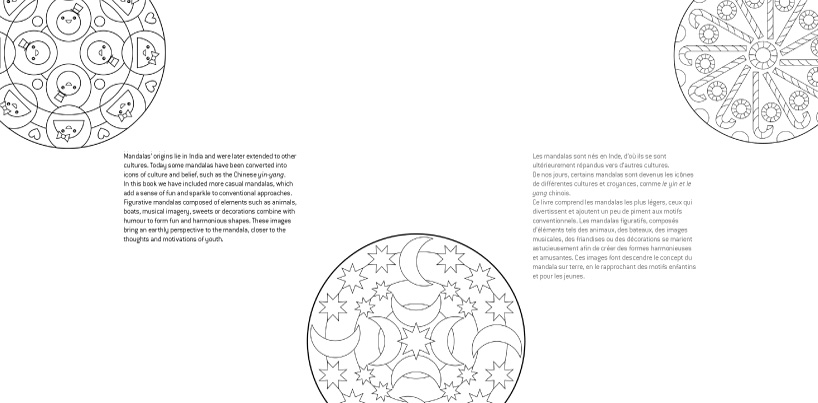 Mandalas' origins lie in India and were later extended to other
cultures. Today some mandalas have been converted into
icons of culture and belief, such as the Chinese yin-yang.
In this book we have included more casual mandalas, which
add a sense of fun and sparkle to conventional approaches.
Figurative mandalas composed of elements such as animals,
boats, musical imagery, sweets or decorations combine with
humour to form fun and harmonious shapes. These images
bring an earthly perspective to the mandala, closer to the
thoughts and motivations of youth.
Les mandalas sont nés en Inde, d'où ils se sont
ultérieurement répandus vers d'autres cultures.
De nos jours, certains mandalas sont devenus les icônes
de différentes cultures et croyances, comme le yin et le
yang chinois.
Ce livre comprend les mandalas les plus légers, ceux qui
divertissent et ajoutent un peu de piment aux motifs
conventionnels. Les mandalas figuratifs, composés
d'éléments tels des animaux, des bateaux, des images
musicales, des friandises ou des décorations se marient
astucieusement afin de créer des formes harmonieuses
et amusantes. Ces images font descendre le concept du
mandala sur terre, en le rapprochant des motifs enfantins
et pour les jeunes.